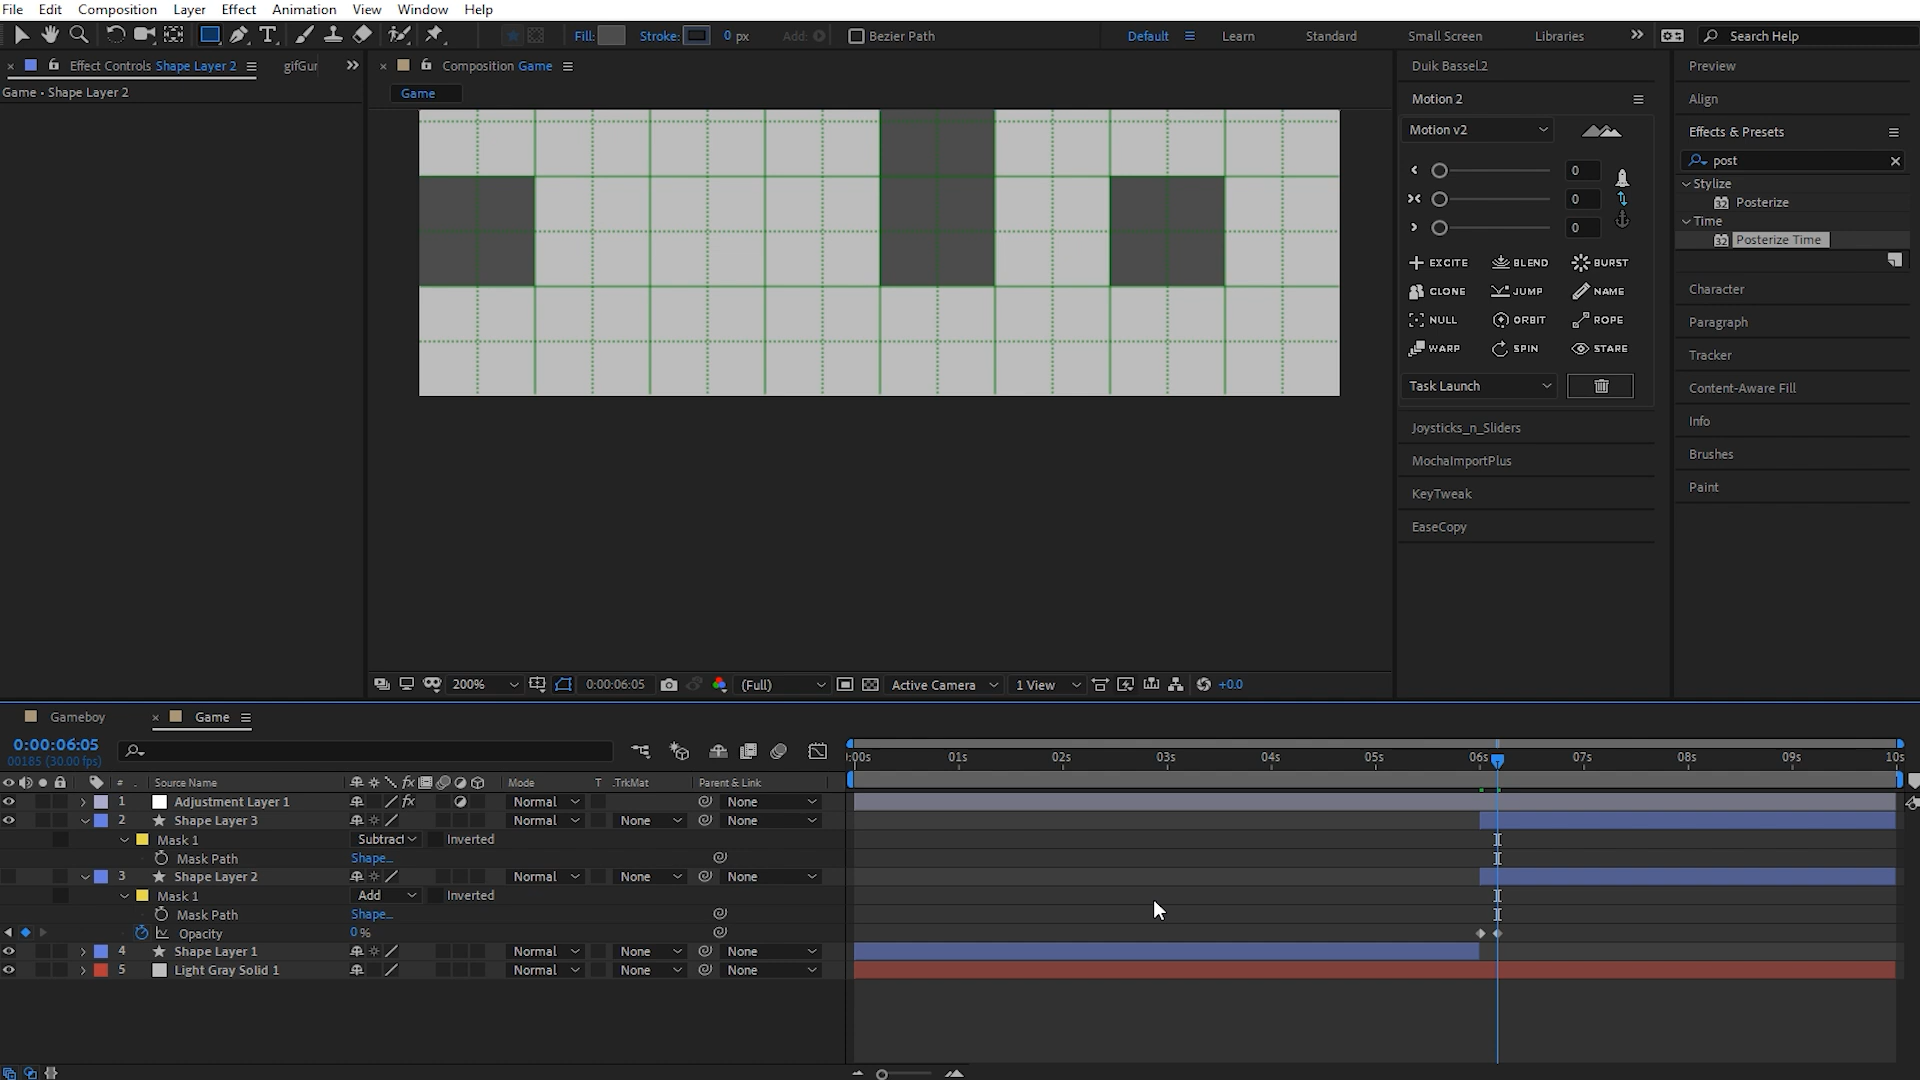 File Edit Composition Layer Effect Animation View Window Help
Fill: Stroke: 0 px Add: Bezier Path Default Learn Standard Small Screen Libraries Search Help
Effect Controls Shape Layer 2 gifGun
Composition Game
Duik Bassel.2
Preview
Game • Shape Layer 2
Game
Motion 2
Align
Motion v2
Effects & Presets
post
0
Stylize
0
Posterize
Time
0
Posterize Time
EXCITE BLEND BURST
CLONE JUMP NAME
Character
NULL ORBIT ROPE
Paragraph
WARP SPIN STARE
Tracker
Task Launch
Content-Aware Fill
Joysticks_n_Sliders
Info
MochaImportPlus
Brushes
KeyTweak
Paint
EaseCopy
200% 0:00:06:05 (Full) Active Camera 1 View +0.0
Gameboy Game
0:00:06:05
00185 (30.00 fps)
:00s 01s 02s 03s 04s 05s 06s 07s 08s 09s 10s
# Source Name fx Mode T .TrkMat Parent & Link
1 Adjustment Layer 1 fx Normal None
2 Shape Layer 3 Normal None None
Mask 1 Subtract Inverted
Mask Path Shape...
3 Shape Layer 2 Normal None None
Mask 1 Add Inverted
Mask Path Shape...
Opacity 0 %
4 Shape Layer 1 Normal None None
5 Light Gray Solid 1 Normal None None